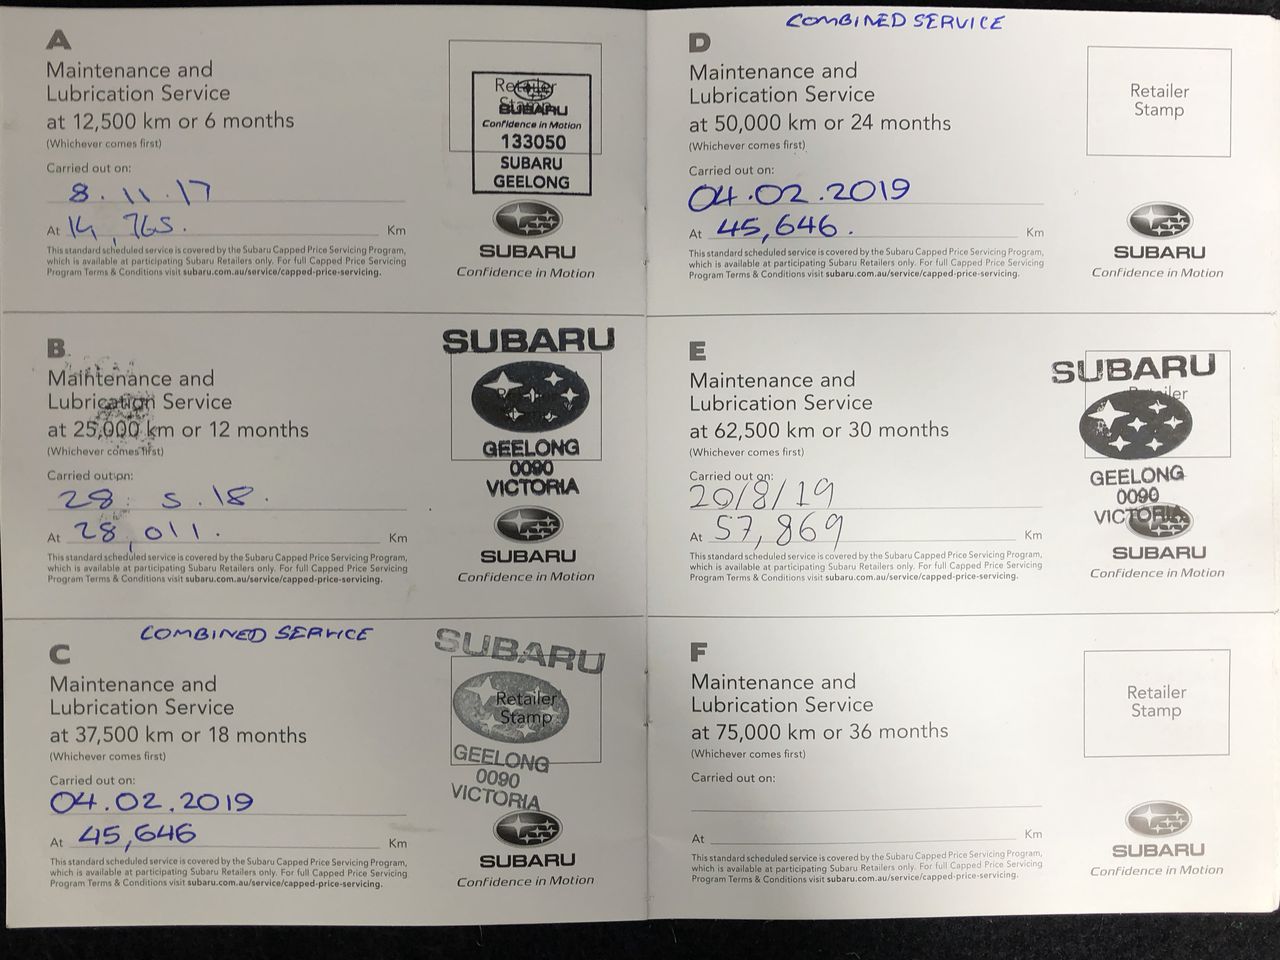 A
Maintenance and
Lubrication Service
at 12,500 km or 6 months
(Whichever comes first)
Carried out on:
8.11.17
At 14,765. Km
This standard scheduled service is covered by the Subaru Capped Price Servicing Program,
which is available at participating Subaru Retailers only. For full Capped Price Servicing
Program Terms & Conditions visit subaru.com.au/service/capped-price-servicing.
Retailer
Stamp
SUBARU
Confidence in Motion
133050
SUBARU
GEELONG
SUBARU
Confidence in Motion
B
Maintenance and
Lubrication Service
at 25,000 km or 12 months
(Whichever comes first)
Carried out on:
28.5.18.
At 28,011. Km
This standard scheduled service is covered by the Subaru Capped Price Servicing Program,
which is available at participating Subaru Retailers only. For full Capped Price Servicing
Program Terms & Conditions visit subaru.com.au/service/capped-price-servicing.
SUBARU
GEELONG
0090
VICTORIA
SUBARU
Confidence in Motion
COMBINED SERVICE
C
Maintenance and
Lubrication Service
at 37,500 km or 18 months
(Whichever comes first)
Carried out on:
04.02.2019
At 45,646 Km
This standard scheduled service is covered by the Subaru Capped Price Servicing Program,
which is available at participating Subaru Retailers only. For full Capped Price Servicing
Program Terms & Conditions visit subaru.com.au/service/capped-price-servicing.
SUBARU
Retailer
Stamp
GEELONG
0090
VICTORIA
SUBARU
Confidence in Motion
COMBINED SERVICE
D
Maintenance and
Lubrication Service
at 50,000 km or 24 months
(Whichever comes first)
Carried out on:
04.02.2019
At 45,646. Km
This standard scheduled service is covered by the Subaru Capped Price Servicing Program,
which is available at participating Subaru Retailers only. For full Capped Price Servicing
Program Terms & Conditions visit subaru.com.au/service/capped-price-servicing.
Retailer
Stamp
SUBARU
Confidence in Motion
E
Maintenance and
Lubrication Service
at 62,500 km or 30 months
(Whichever comes first)
Carried out on:
20/8/19
At 57,869 Km
This standard scheduled service is covered by the Subaru Capped Price Servicing Program,
which is available at participating Subaru Retailers only. For full Capped Price Servicing
Program Terms & Conditions visit subaru.com.au/service/capped-price-servicing.
SUBARU
Retailer
GEELONG
0090
VICTORIA
SUBARU
Confidence in Motion
F
Maintenance and
Lubrication Service
at 75,000 km or 36 months
(Whichever comes first)
Carried out on:
At Km
This standard scheduled service is covered by the Subaru Capped Price Servicing Program,
which is available at participating Subaru Retailers only. For full Capped Price Servicing
Program Terms & Conditions visit subaru.com.au/service/capped-price-servicing.
Retailer
Stamp
SUBARU
Confidence in Motion